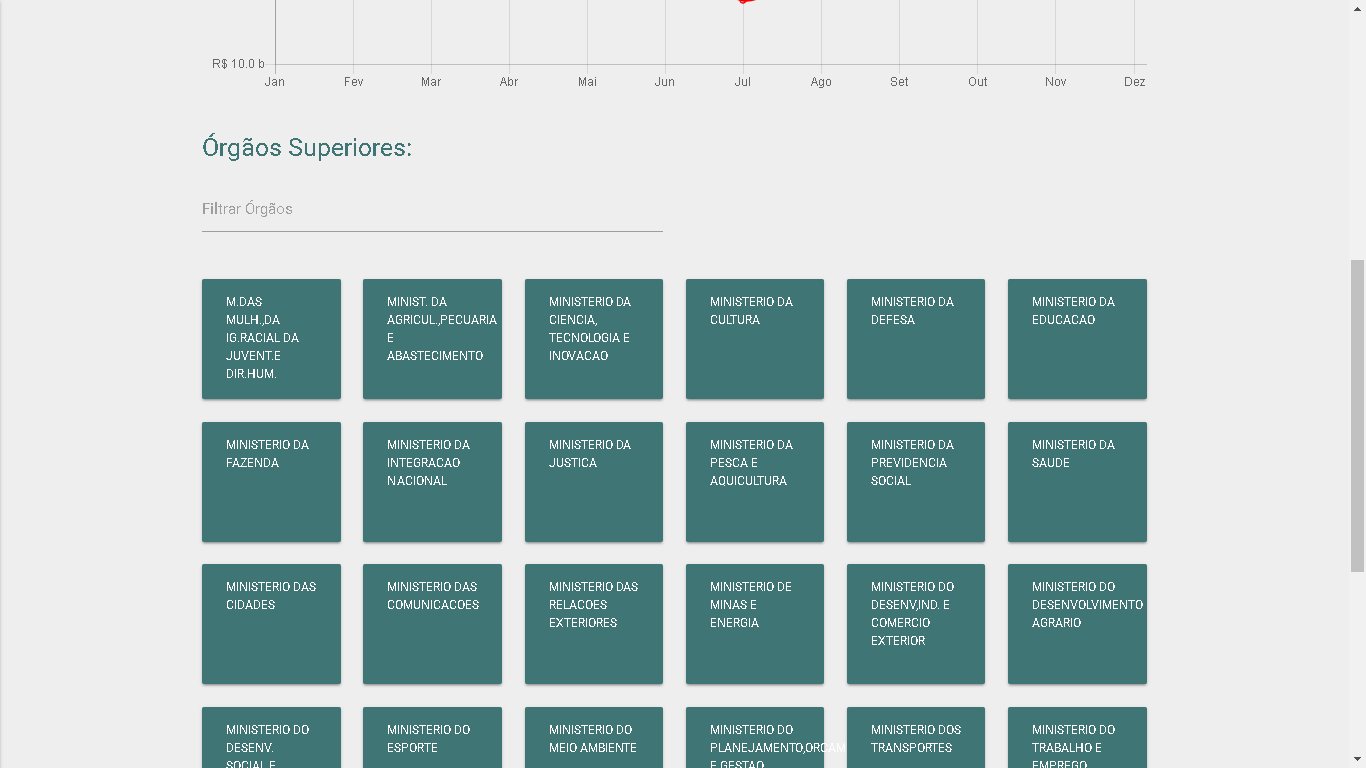 R$ 10.0 b
Jan Fev Mar Abr Mai Jun Jul Ago Set Out Nov Dez
Órgãos Superiores:
Filtrar Órgãos
M.DAS
MULH.,DA
IG.RACIAL DA
JUVENT.E
DIR.HUM.
MINIST. DA
AGRICUL.,PECUARIA
E
ABASTECIMENTO
MINISTERIO DA
CIENCIA,
TECNOLOGIA E
INOVACAO
MINISTERIO DA
CULTURA
MINISTERIO DA
DEFESA
MINISTERIO DA
EDUCACAO
MINISTERIO DA
FAZENDA
MINISTERIO DA
INTEGRACAO
NACIONAL
MINISTERIO DA
JUSTICA
MINISTERIO DA
PESCA E
AQUICULTURA
MINISTERIO DA
PREVIDENCIA
SOCIAL
MINISTERIO DA
SAUDE
MINISTERIO DAS
CIDADES
MINISTERIO DAS
COMUNICACOES
MINISTERIO DAS
RELACOES
EXTERIORES
MINISTERIO DE
MINAS E
ENERGIA
MINISTERIO DO
DESENV,IND. E
COMERCIO
EXTERIOR
MINISTERIO DO
DESENVOLVIMENTO
AGRARIO
MINISTERIO DO
DESENV.
SOCIAL E
MINISTERIO DO
ESPORTE
MINISTERIO DO
MEIO AMBIENTE
MINISTERIO DO
PLANEJAMENTO,ORCAM
E GESTAO
MINISTERIO DOS
TRANSPORTES
MINISTERIO DO
TRABALHO E
EMPREGO